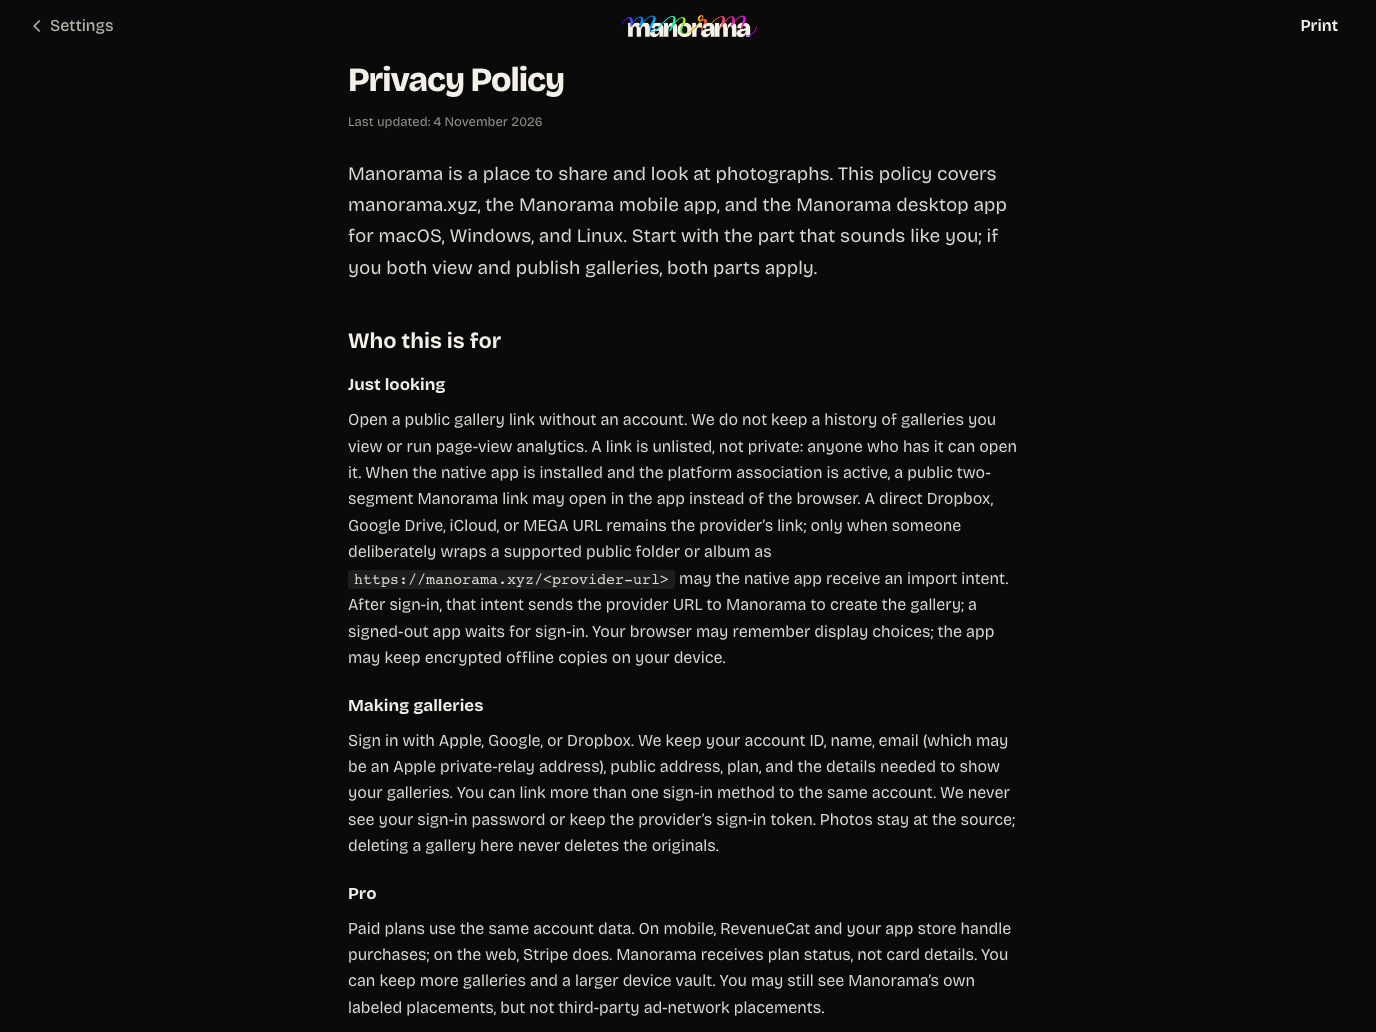 Settings
manorama
Print
Privacy Policy
Last updated: 4 November 2026
Manorama is a place to share and look at photographs. This policy covers
manorama.xyz, the Manorama mobile app, and the Manorama desktop app
for macOS, Windows, and Linux. Start with the part that sounds like you; if
you both view and publish galleries, both parts apply.
Who this is for
Just looking
Open a public gallery link without an account. We do not keep a history of galleries you
view or run page-view analytics. A link is unlisted, not private: anyone who has it can open
it. When the native app is installed and the platform association is active, a public two-
segment Manorama link may open in the app instead of the browser. A direct Dropbox,
Google Drive, iCloud, or MEGA URL remains the provider's link; only when someone
deliberately wraps a supported public folder or album as
https://manorama.xyz/<provider-url> may the native app receive an import intent.
After sign-in, that intent sends the provider URL to Manorama to create the gallery; a
signed-out app waits for sign-in. Your browser may remember display choices; the app
may keep encrypted offline copies on your device.
Making galleries
Sign in with Apple, Google, or Dropbox. We keep your account ID, name, email (which may
be an Apple private-relay address), public address, plan, and the details needed to show
your galleries. You can link more than one sign-in method to the same account. We never
see your sign-in password or keep the provider's sign-in token. Photos stay at the source;
deleting a gallery here never deletes the originals.
Pro
Paid plans use the same account data. On mobile, RevenueCat and your app store handle
purchases; on the web, Stripe does. Manorama receives plan status, not card details. You
can keep more galleries and a larger device vault. You may still see Manorama's own
labeled placements, but not third-party ad-network placements.